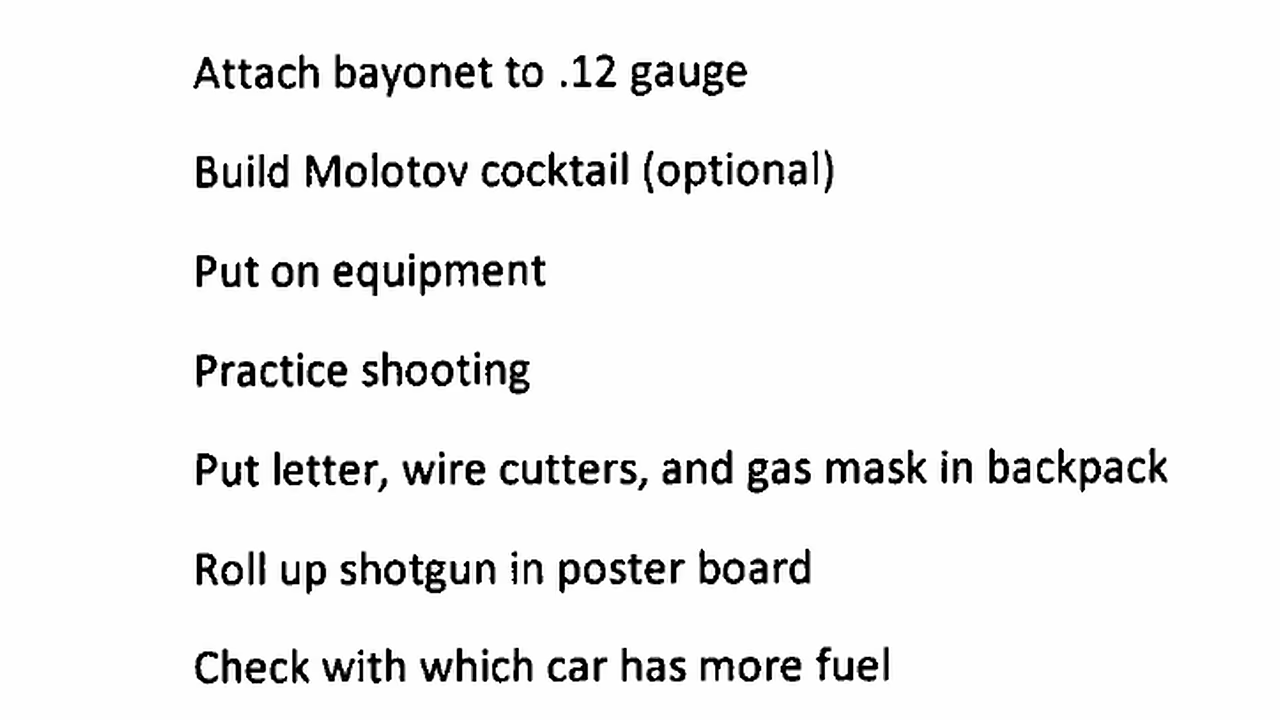 Attach bayonet to .12 gauge
Build Molotov cocktail (optional)
Put on equipment
Practice shooting
Put letter, wire cutters, and gas mask in backpack
Roll up shotgun in poster board
Check with which car has more fuel